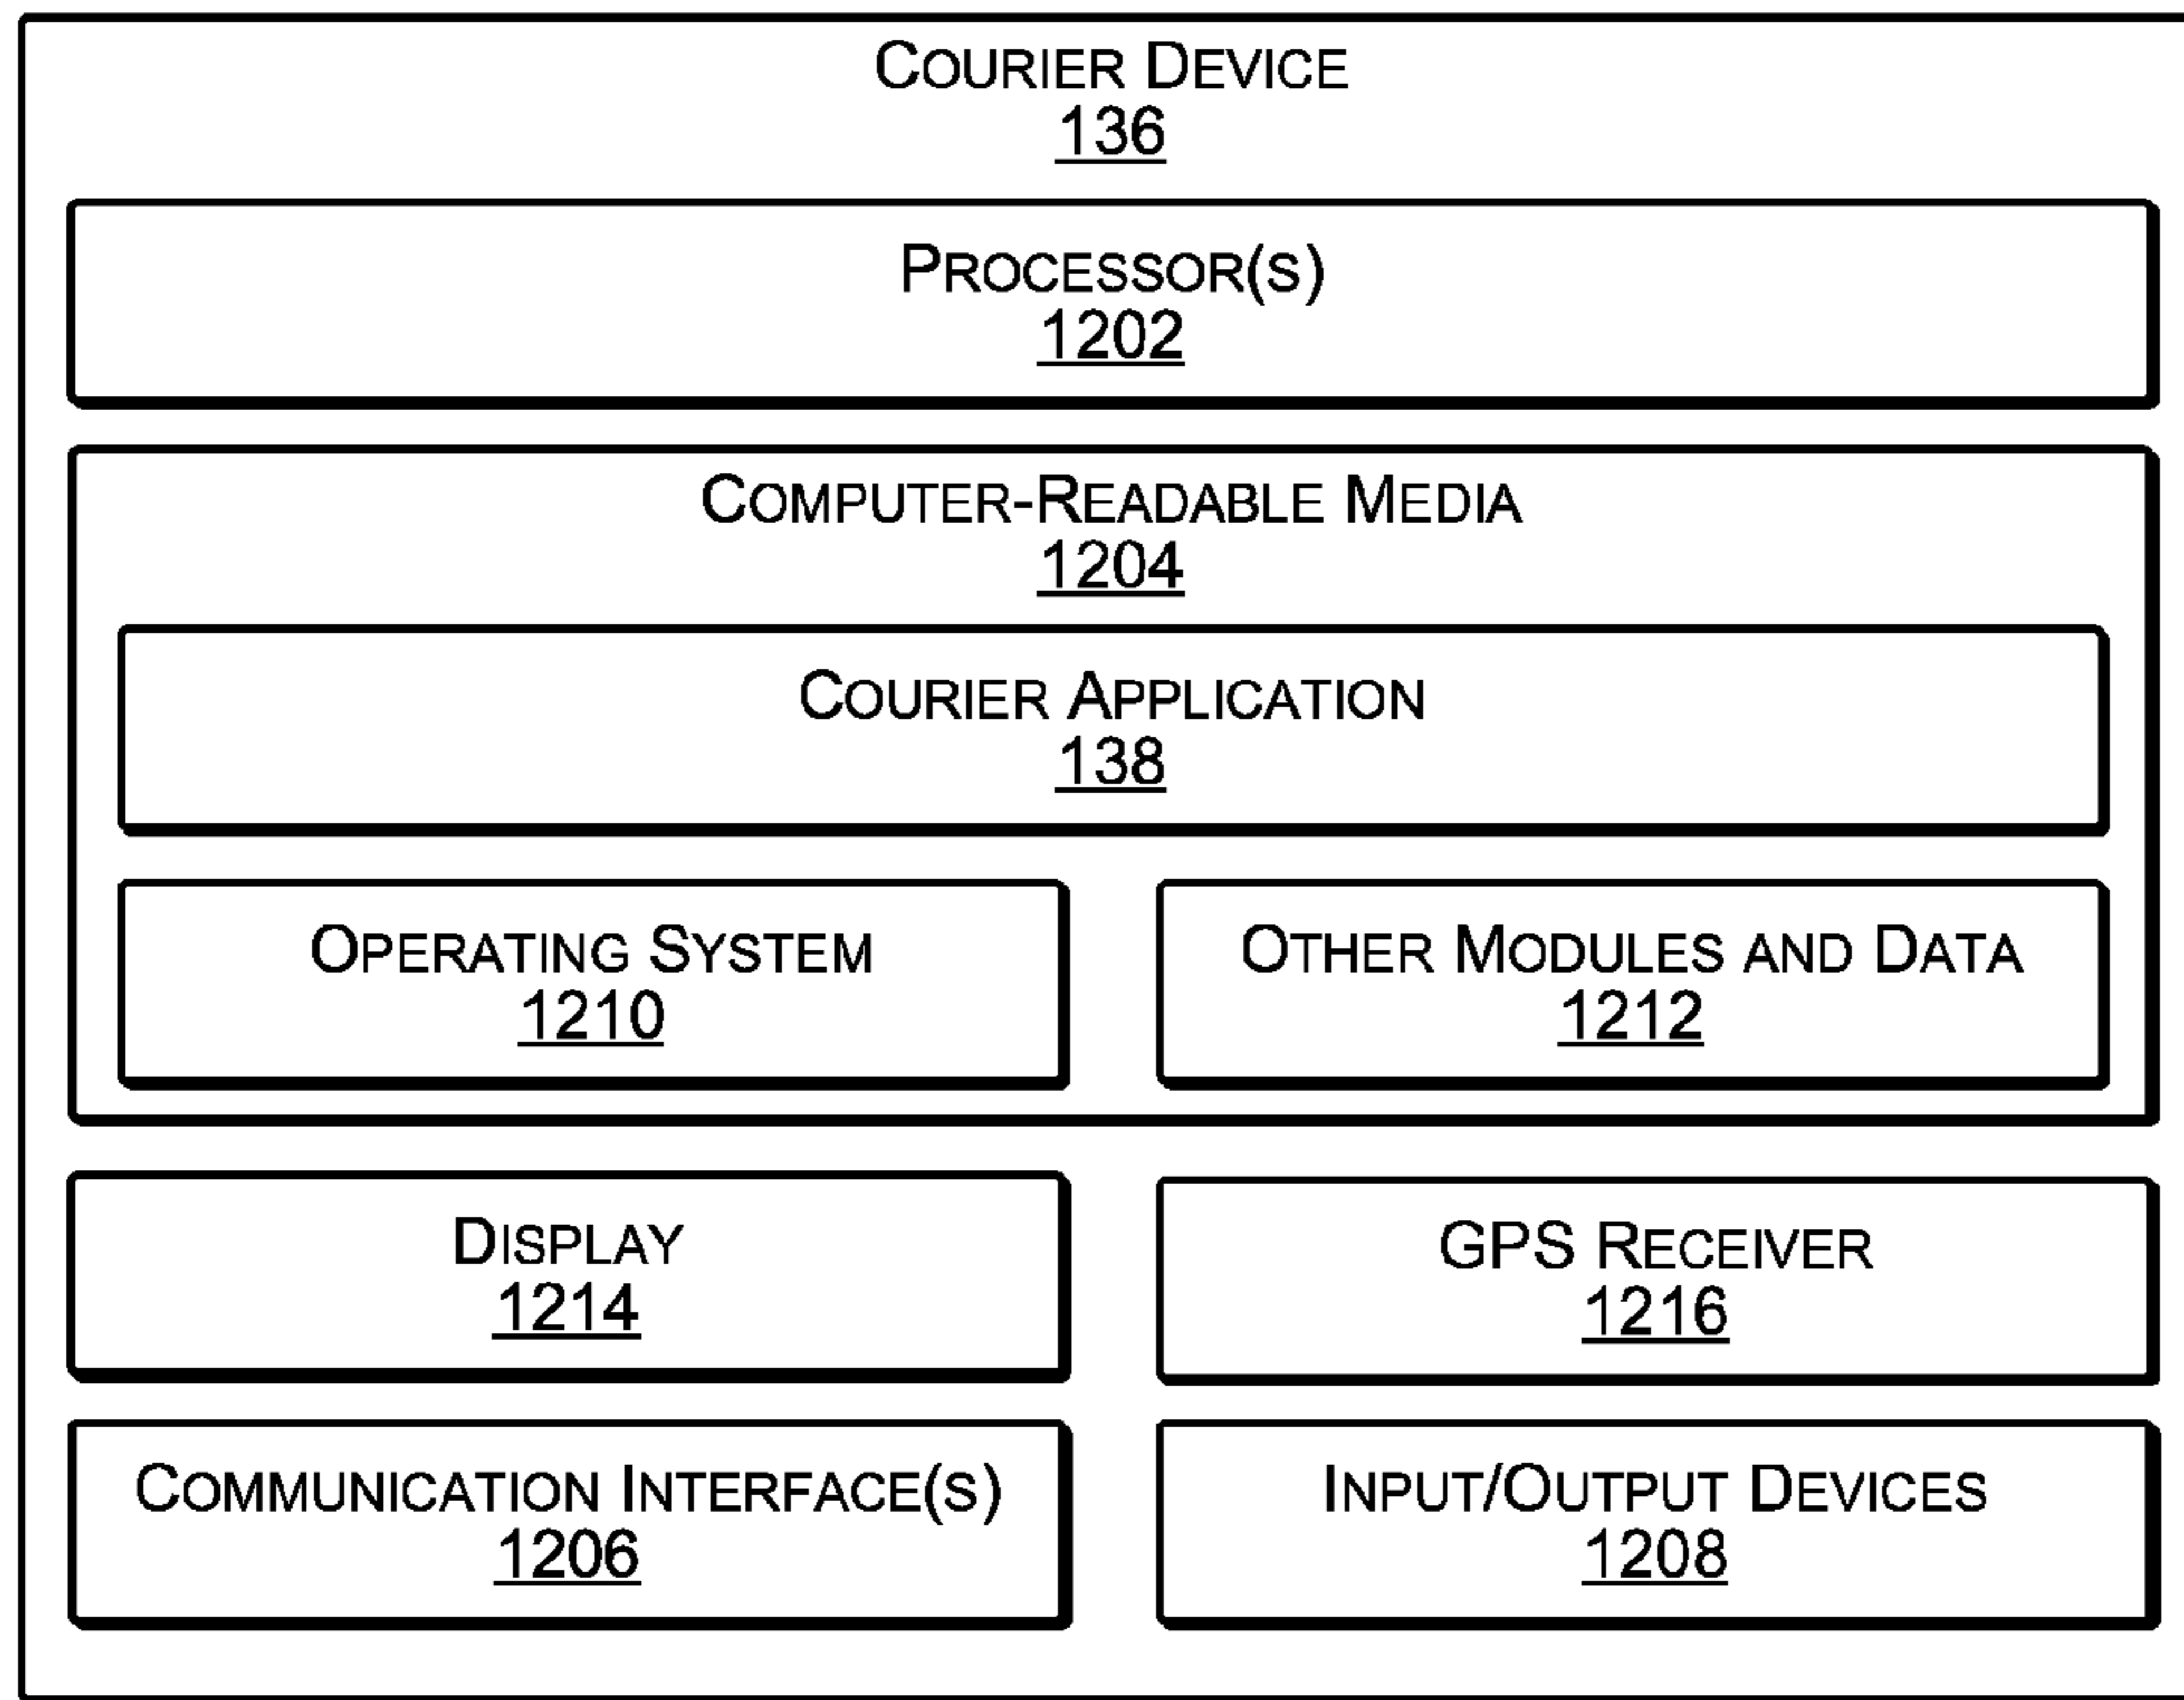 COURIER DEVICE
136
PROCESSOR(S)
1202
COMPUTER-READABLE MEDIA
1204
COURIER APPLICATION
138
OPERATING SYSTEM
1210
OTHER MODULES AND DATA
1212
DISPLAY
1214
GPS RECEIVER
1216
COMMUNICATION INTERFACE(S)
1206
INPUT/OUTPUT DEVICES
1208